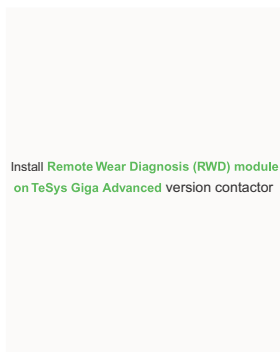 Install Remote Wear Diagnosis (RWD) module
on TeSys Giga Advanced version contactor